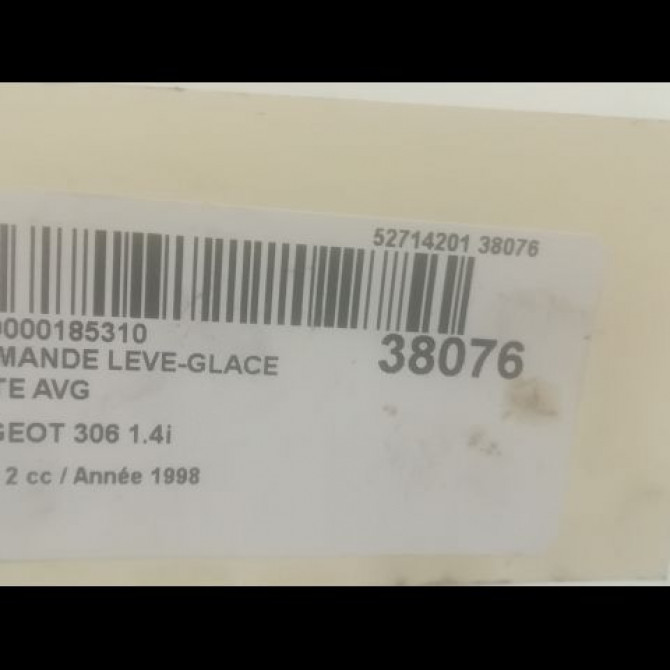 52714201 38076
0000185310
38076
MANDE LEVE-GLACE
TE AVG
GEOT 306 1.4i
2 cc / Année 1998